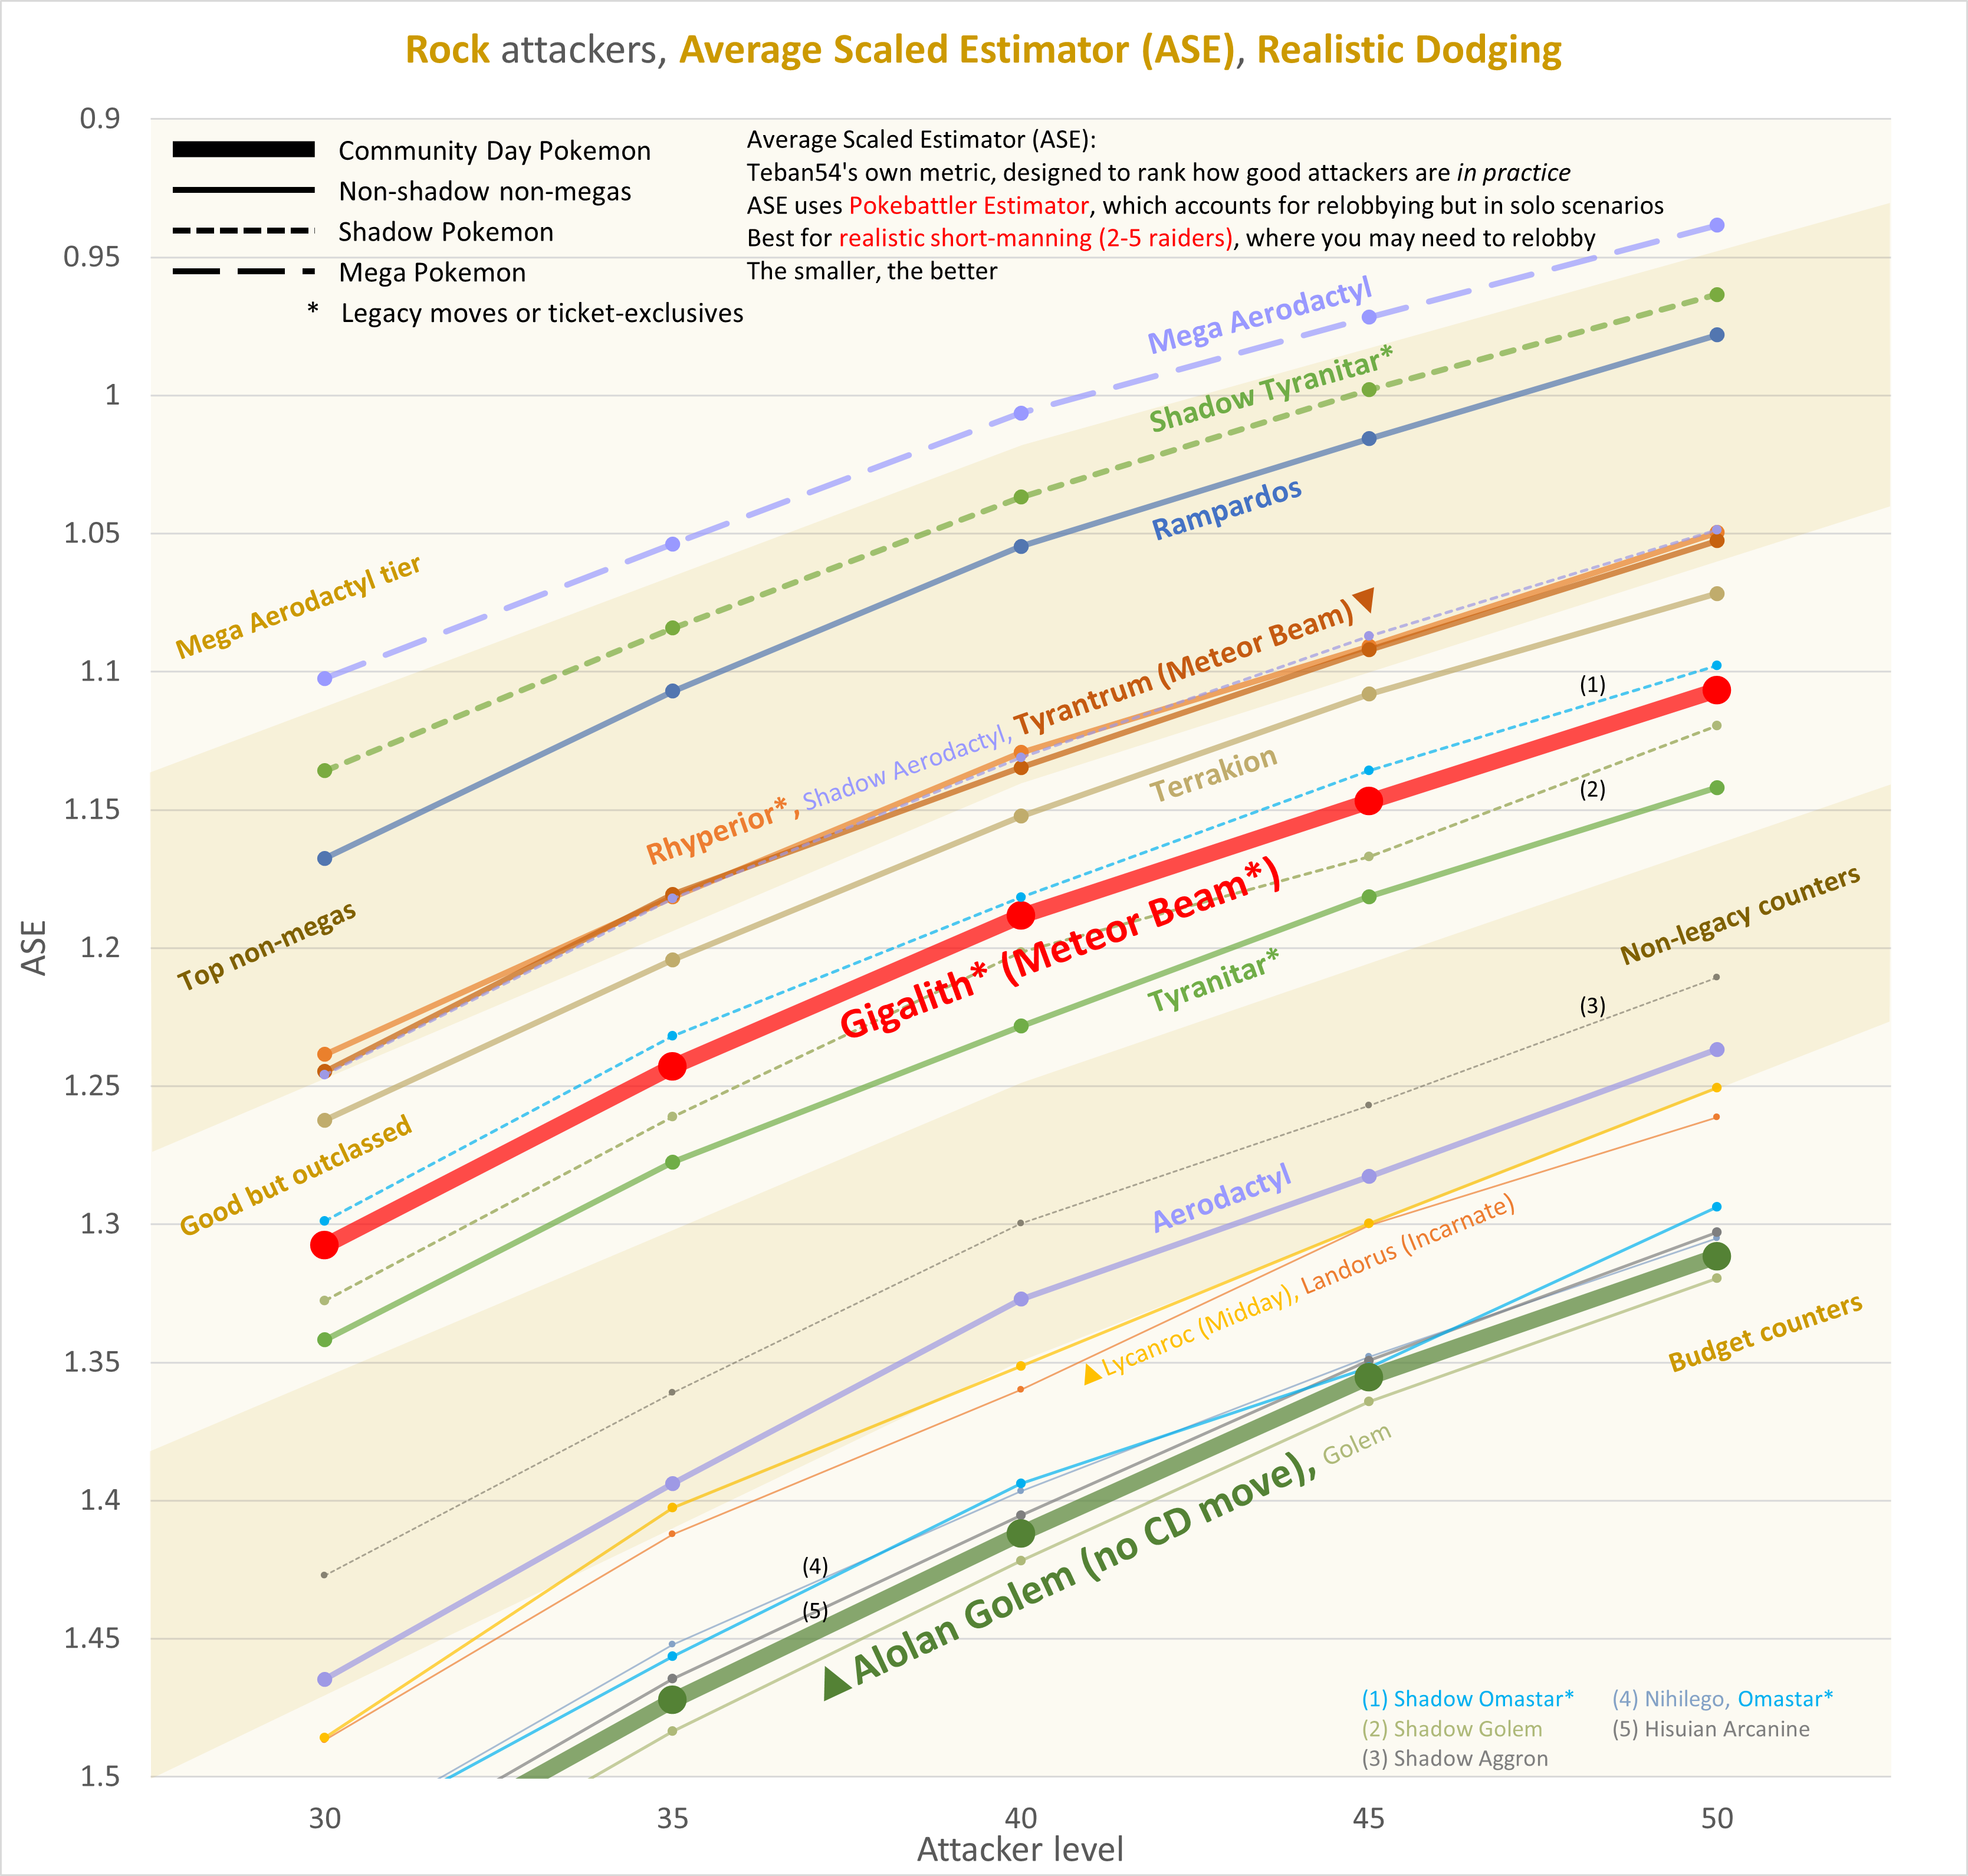 Rock attackers, Average Scaled Estimator (ASE), Realistic Dodging
Community Day Pokemon
Non-shadow non-megas
Shadow Pokemon
Mega Pokemon
* Legacy moves or ticket-exclusives
Average Scaled Estimator (ASE):
Teban54's own metric, designed to rank how good attackers are in practice
ASE uses Pokebattler Estimator, which accounts for relobbying but in solo scenarios
Best for realistic short-manning (2-5 raiders), where you may need to relobby
The smaller, the better
ASE
0.9
0.95
1
1.05
1.1
1.15
1.2
1.25
1.3
1.35
1.4
1.45
1.5
Mega Aerodactyl
Shadow Tyranitar*
Rampardos
Mega Aerodactyl tier
Rhyperior*, Shadow Aerodactyl, Tyrantrum (Meteor Beam)▼
Terrakion
(1)
(2)
Gigalith* (Meteor Beam*)
Tyranitar*
Top non-megas
Non-legacy counters
(3)
Good but outclassed
Aerodactyl
▲Lycanroc (Midday), Landorus (Incarnate)
Budget counters
(4)
(5)
▲Alolan Golem (no CD move), Golem
(1) Shadow Omastar*
(2) Shadow Golem
(3) Shadow Aggron
(4) Nihilego, Omastar*
(5) Hisuian Arcanine
30
35
40
45
50
Attacker level